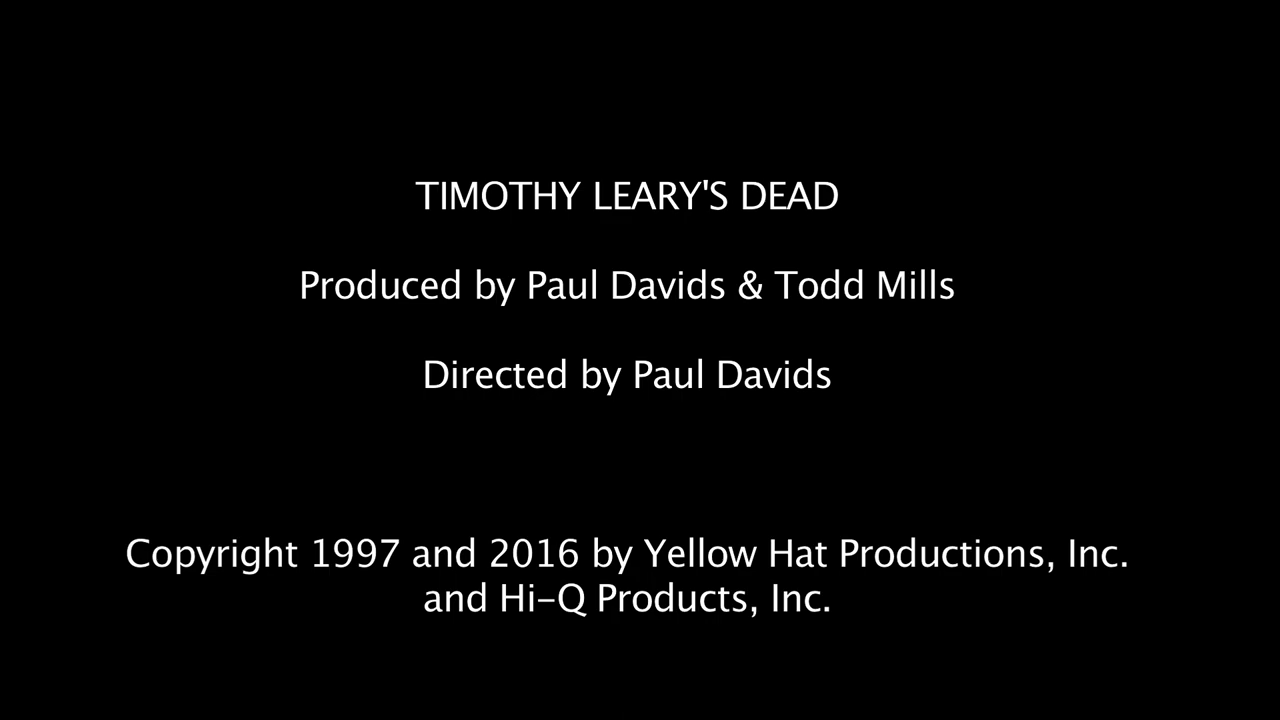 TIMOTHY LEARY'S DEAD
Produced by Paul Davids & Todd Mills
Directed by Paul Davids
Copyright 1997 and 2016 by Yellow Hat Productions, Inc.
and Hi-Q Products, Inc.